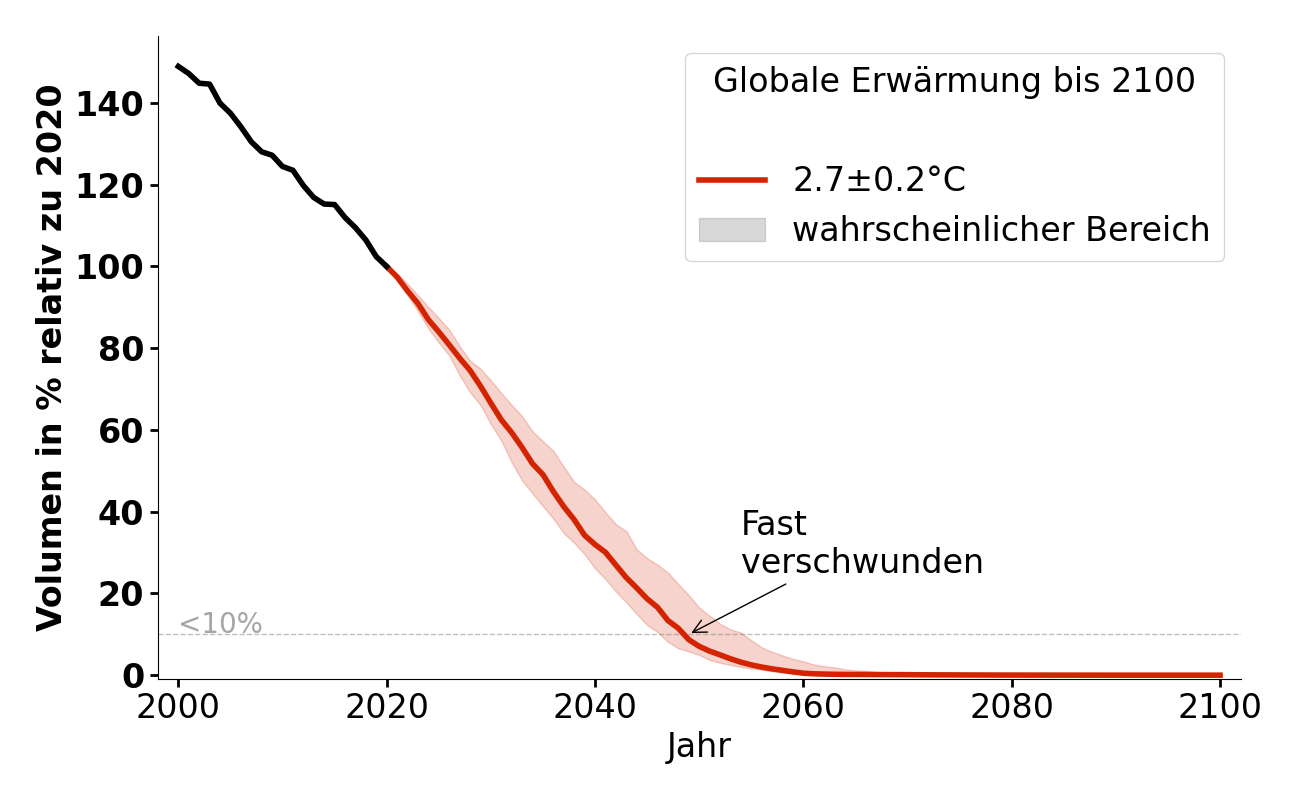 Volumen in % relativ zu 2020
140
120
100
80
60
40
20
0
Globale Erwärmung bis 2100
2.7±0.2°C
wahrscheinlicher Bereich
Fast
verschwunden
<10%
2000
2020
2040
2060
2080
2100
Jahr